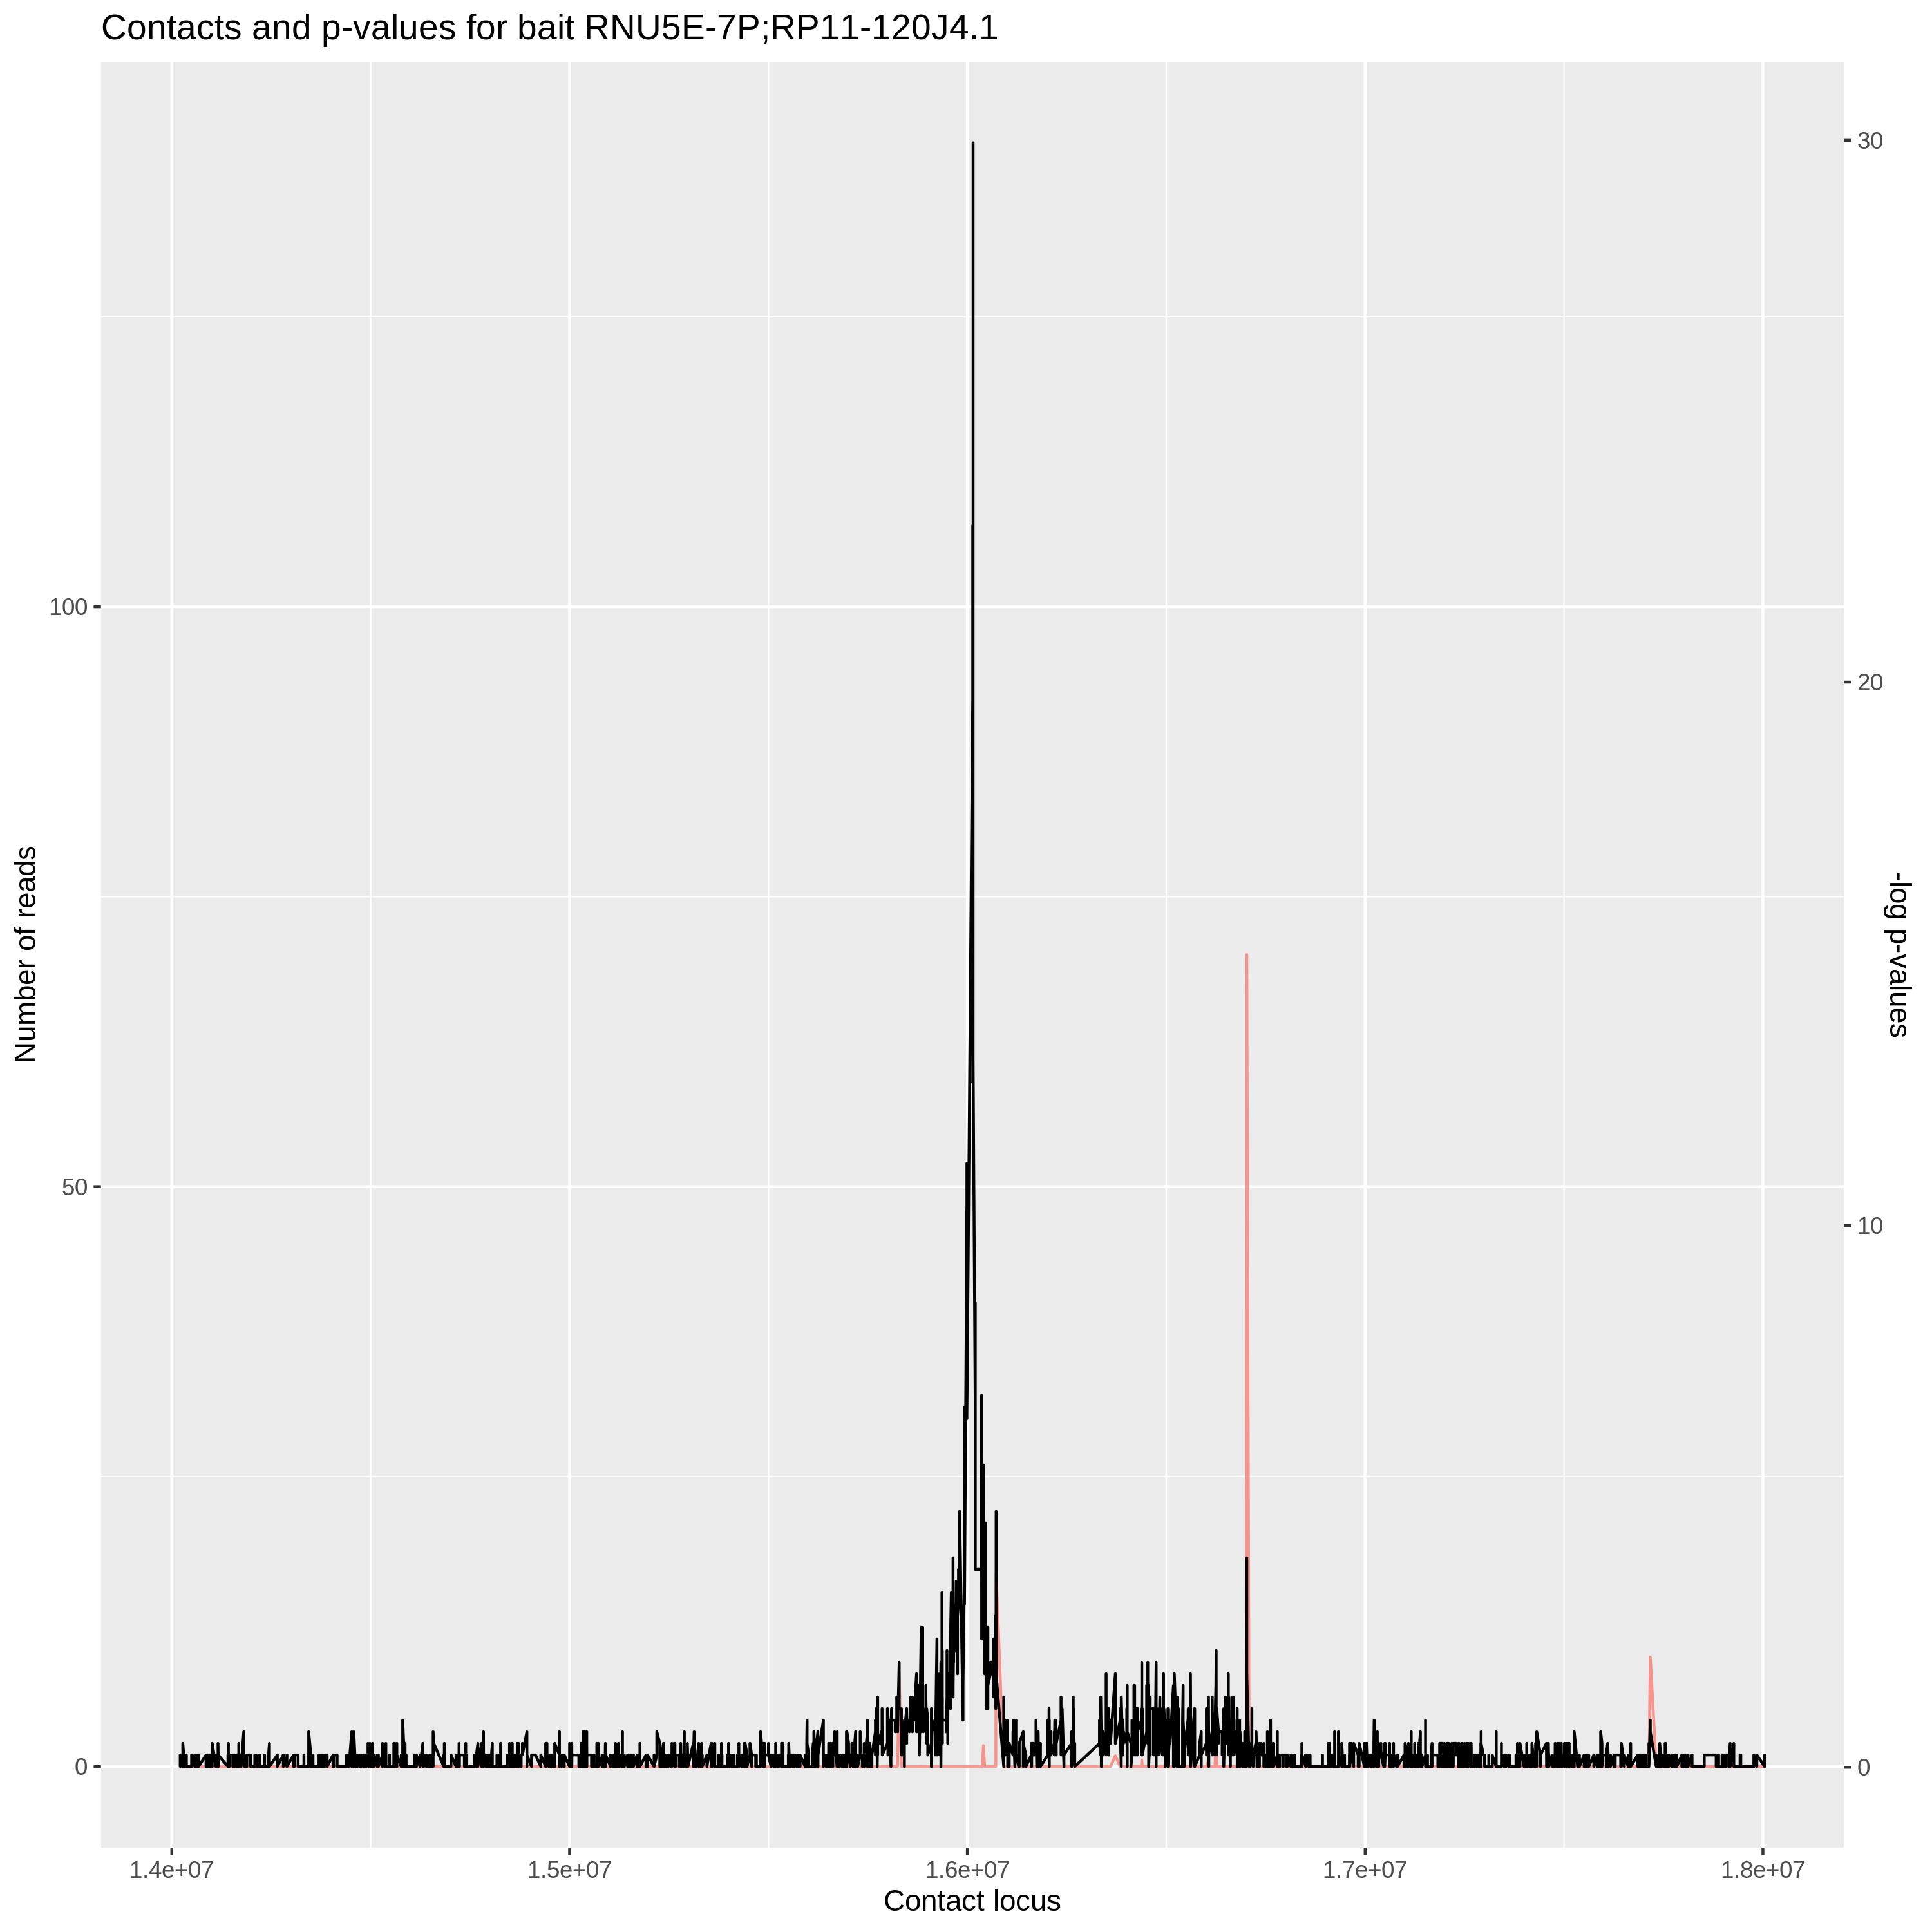 Contacts and p-values for bait RNU5E-7P;RP11-120J4.1
30
100
20
Number of reads
-log p-values
50
10
0
0
1.4e+07
1.5e+07
1.6e+07
1.7e+07
1.8e+07
Contact locus